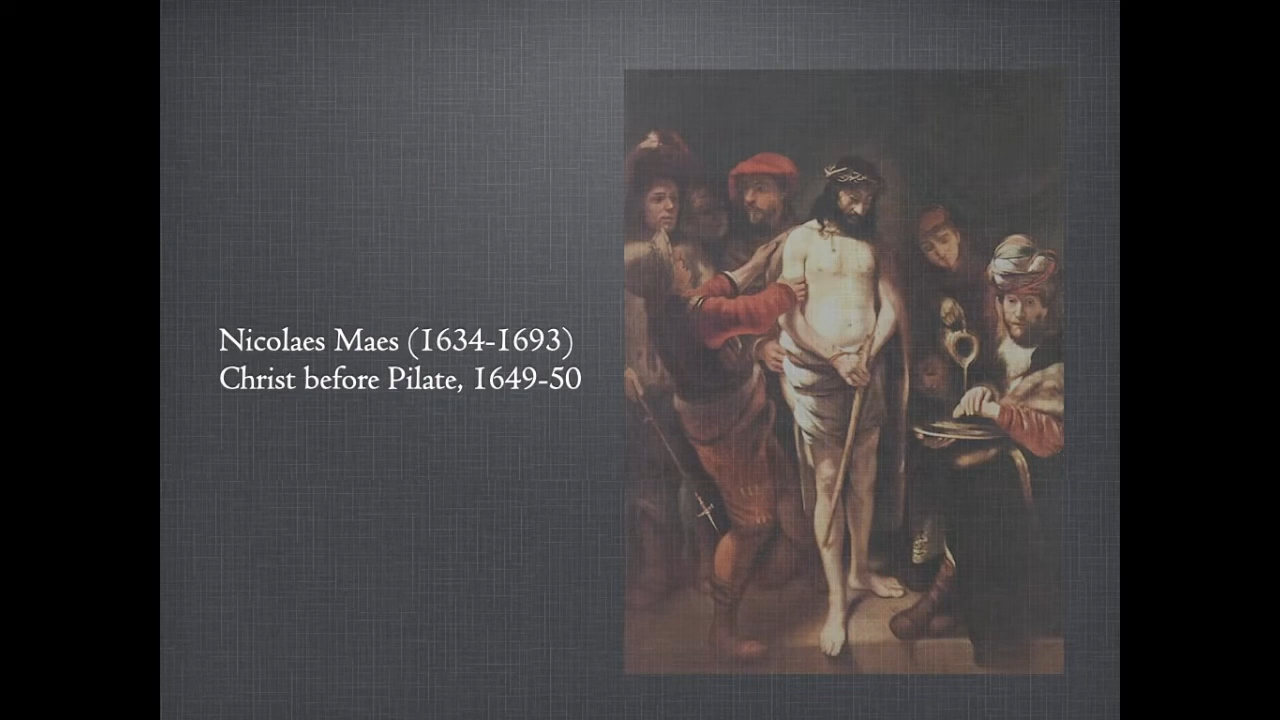 Nicolaes Maes (1634-1693)
Christ before Pilate, 1649-50